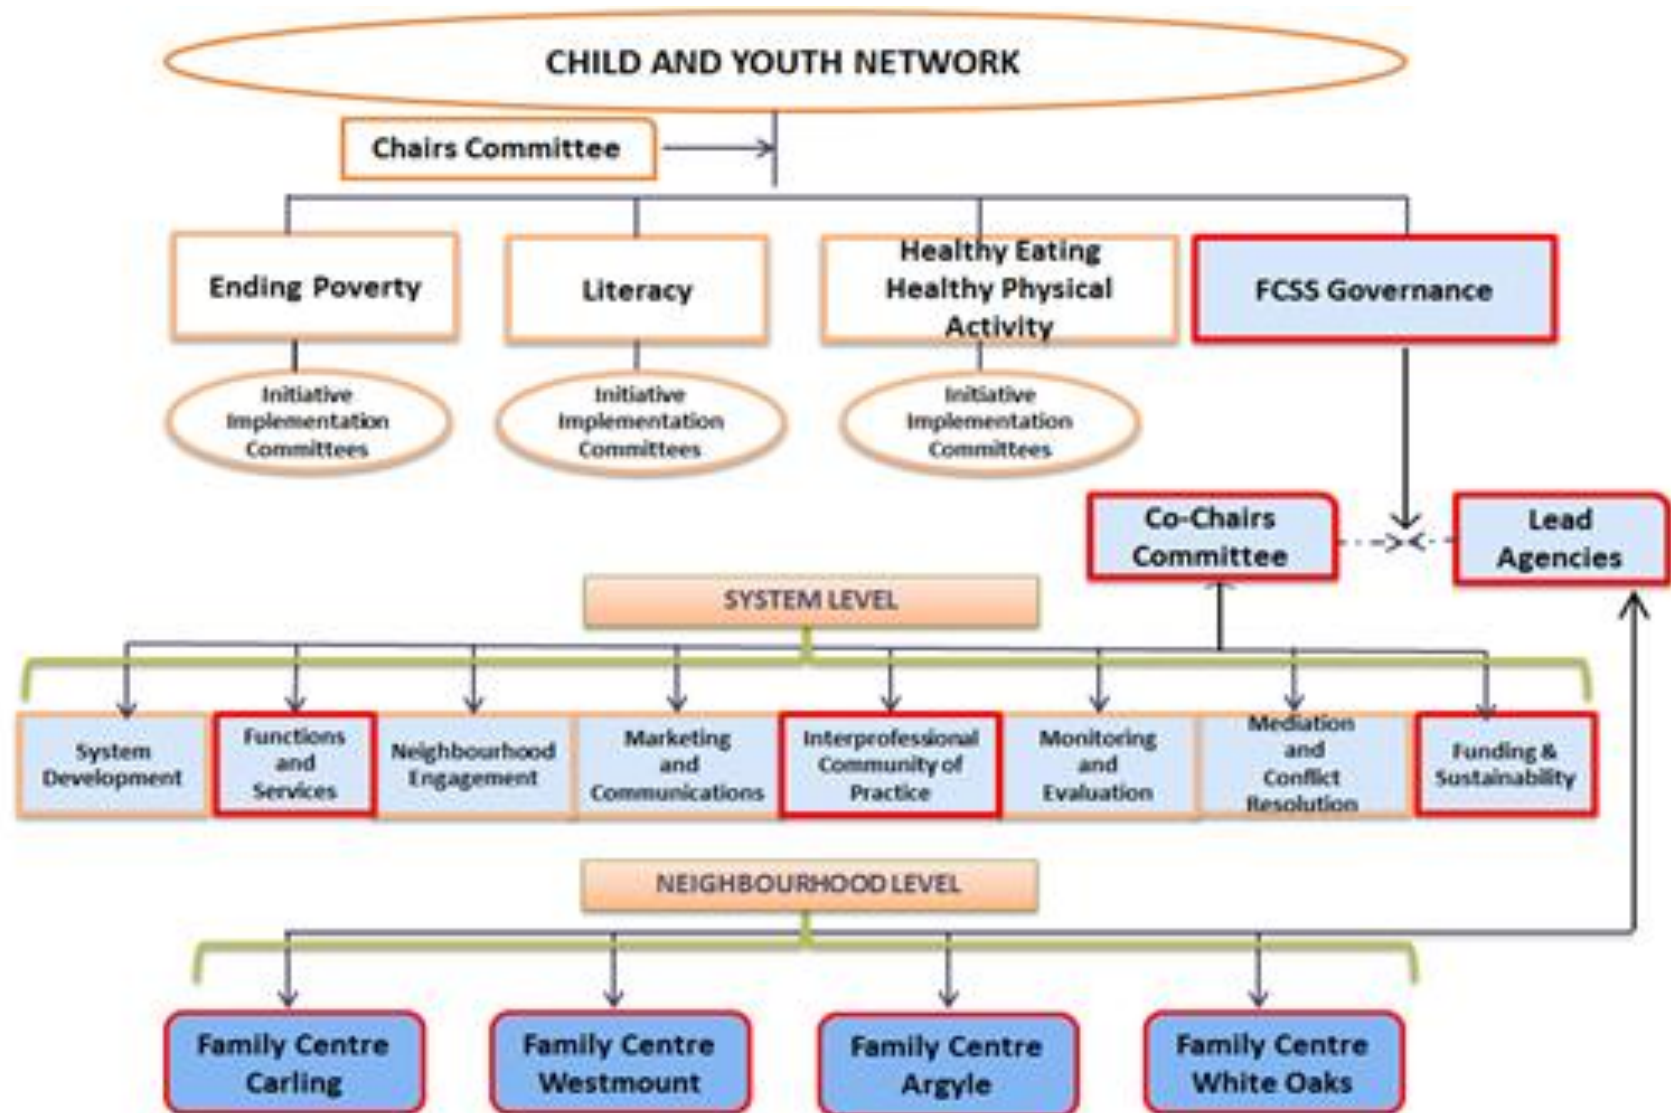 CHILD AND YOUTH NETWORK
Chairs Committee
Ending Poverty
Literacy
Healthy Eating
Healthy Physical
Activity
FCSS Governance
Initiative
Implementation
Committees
Initiative
Implementation
Committees
Initiative
Implementation
Committees
Co-Chairs
Committee
Lead
Agencies
SYSTEM LEVEL
System
Development
Functions
and
Services
Neighbourhood
Engagement
Marketing
and
Communications
Interprofessional
Community of
Practice
Monitoring
and
Evaluation
Mediation
and
Conflict
Resolution
Funding &
Sustainability
NEIGHBOURHOOD LEVEL
Family Centre
Carling
Family Centre
Westmount
Family Centre
Argyle
Family Centre
White Oaks